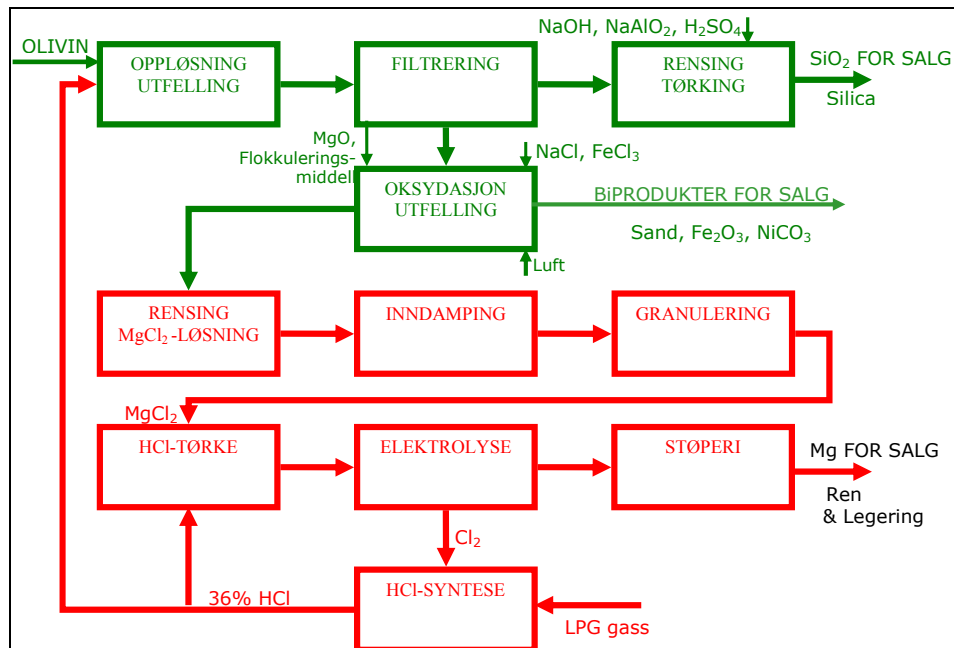 NaOH, NaAlO₂, H₂SO₄
OLIVIN
OPPLØSNING
UTFELLING
FILTRERING
RENSING
TØRKING
SiO₂ FOR SALG
Silica
MgO,
Flokkulerings-
middell
NaCl, FeCl₃
OKSYDASJON
UTFELLING
BiPRODUKTER FOR SALG
Sand, Fe₂O₃, NiCO₃
Luft
RENSING
MgCl₂-LØSNING
INNDAMPING
GRANULERING
MgCl₂
HCl-TØRKE
ELEKTROLYSE
STØPERI
Mg FOR SALG
Ren
& Legering
Cl₂
HCl-SYNTESE
36% HCl
LPG gass